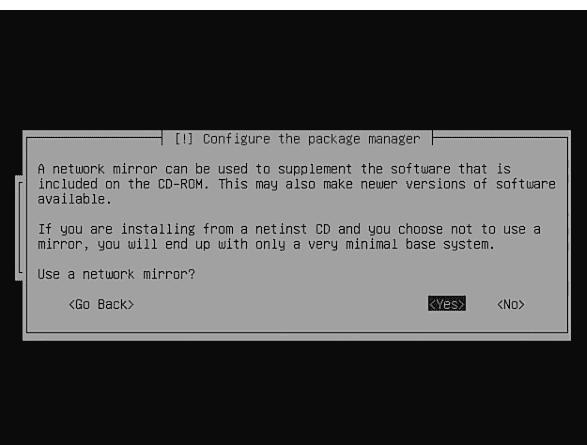 [!] Configure the package manager
A network mirror can be used to supplement the software that is
included on the CD-ROM. This may also make newer versions of software
available.
If you are installing from a netinst CD and you choose not to use a
mirror, you will end up with only a very minimal base system.
Use a network mirror?
<Go Back> <Yes> <No>